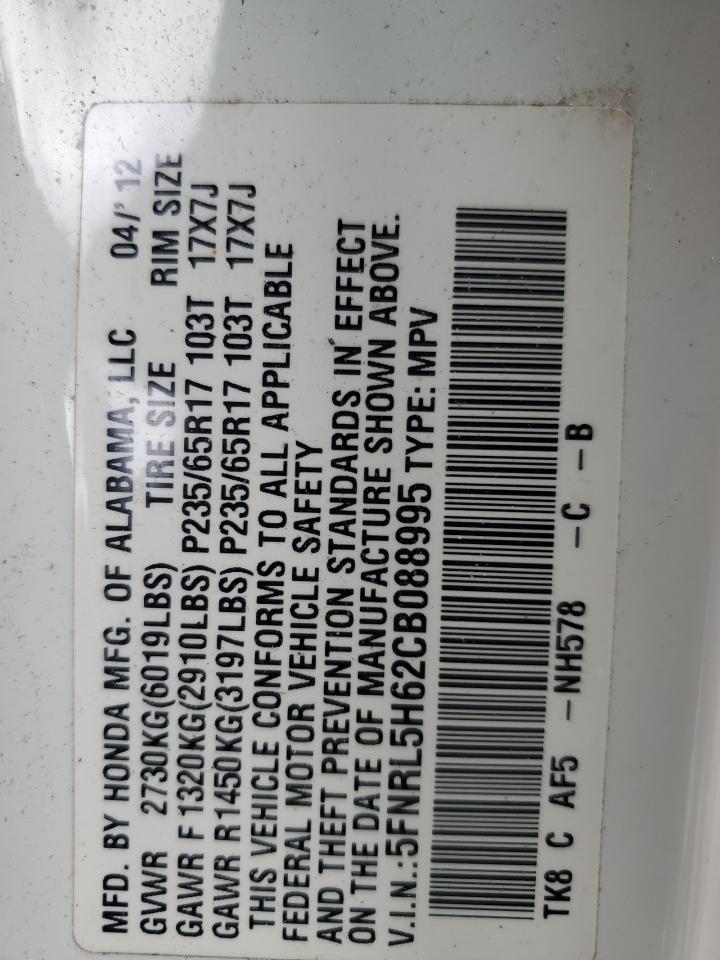 MFD. BY HONDA MFG. OF ALABAMA, LLC 04/'12
GVWR 2730KG(6019LBS) TIRE SIZE RIM SIZE
GAWR F 1320KG(2910LBS) P235/65R17 103T 17X7J
GAWR R1450KG(3197LBS) P235/65R17 103T 17X7J
THIS VEHICLE CONFORMS TO ALL APPLICABLE
FEDERAL MOTOR VEHICLE SAFETY
AND THEFT PREVENTION STANDARDS IN EFFECT
ON THE DATE OF MANUFACTURE SHOWN ABOVE.
V.I.N.:5FNRL5H62CB088995 TYPE: MPV
TK8 C AF5 -NH578 -C -B